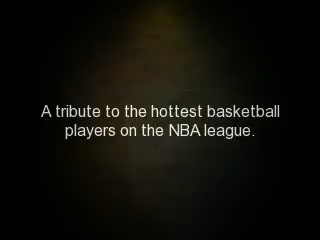 A tribute to the hottest basketball
players on the NBA league.